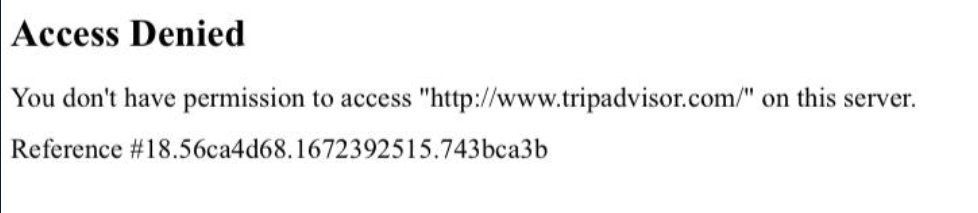 Access Denied
You don't have permission to access "http://www.tripadvisor.com/" on this server.
Reference #18.56ca4d68.1672392515.743bca3b